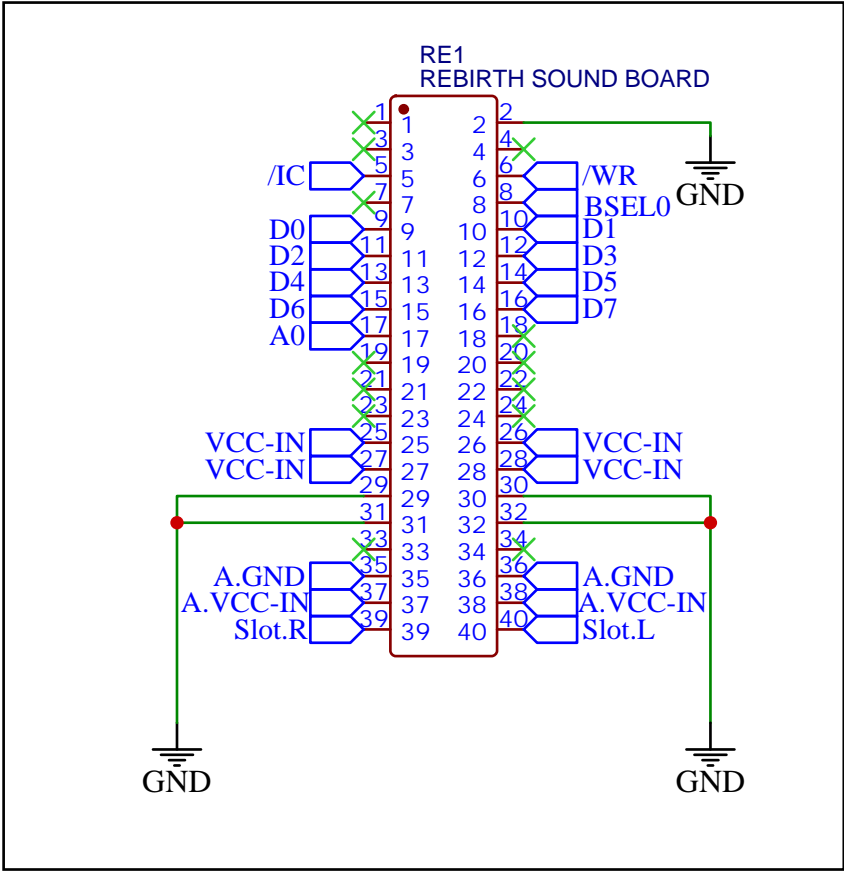 RE1
REBIRTH SOUND BOARD
1 1 2 2
3 3 4 4
/IC 5 5 6 6 /WR
7 7 8 8 BSEL0
GND
D0 9 9 10 10 D1
D2 11 11 12 12 D3
D4 13 13 14 14 D5
D6 15 15 16 16 D7
A0 17 17 18 18
19 19 20 20
21 21 22 22
23 23 24 24
VCC-IN 25 25 26 26 VCC-IN
VCC-IN 27 27 28 28 VCC-IN
29 29 30 30
31 31 32 32
33 33 34 34
A.GND 35 35 36 36 A.GND
A.VCC-IN 37 37 38 38 A.VCC-IN
Slot.R 39 39 40 40 Slot.L
GND GND